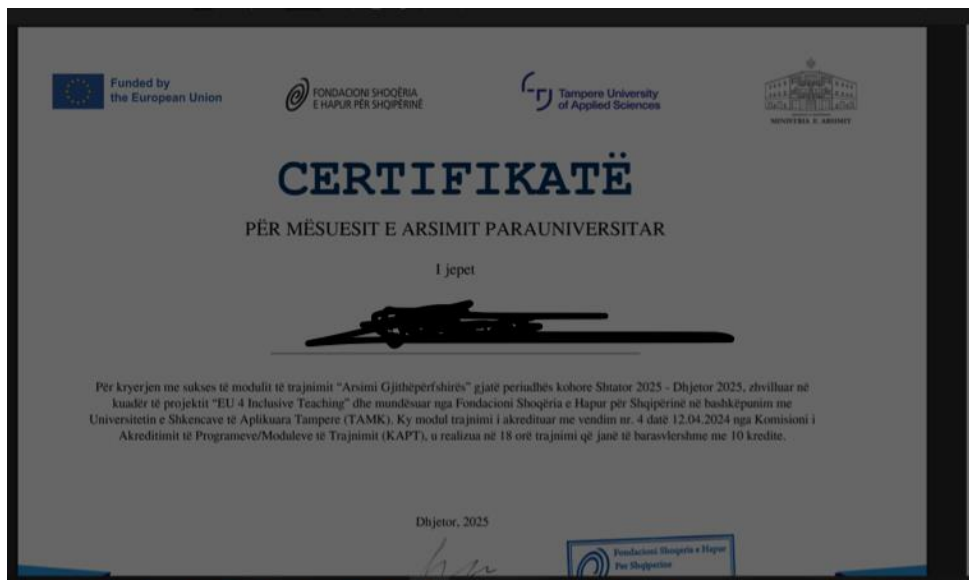 Funded by
the European Union
FONDACIONI SHOQËRIA
E HAPUR PËR SHQIPËRINË
Tampere University
of Applied Sciences
MINISTRIA E ARSIMIT
CERTIFIKATË
PËR MËSUESIT E ARSIMIT PARAUNIVERSITAR
I jepet
Për kryerjen me sukses të modulit të trajnimit “Arsimi Gjithëpërfshirës” gjatë periudhës kohore Shtator 2025 - Dhjetor 2025, zhvilluar në
kuadër të projektit “EU 4 Inclusive Teaching” dhe mundësuar nga Fondacioni Shoqëria e Hapur për Shqipërinë në bashkëpunim me
Universitetin e Shkencave të Aplikuara Tampere (TAMK). Ky modul trajnimi i akredituar me vendim nr. 4 datë 12.04.2024 nga Komisioni i
Akreditimit të Programeve/Moduleve të Trajnimit (KAPT), u realizua në 18 orë trajnimi që janë të barasvlershme me 10 kredite.
Dhjetor, 2025
Fondacioni Shoqeria e Hapur
Per Shqiperine